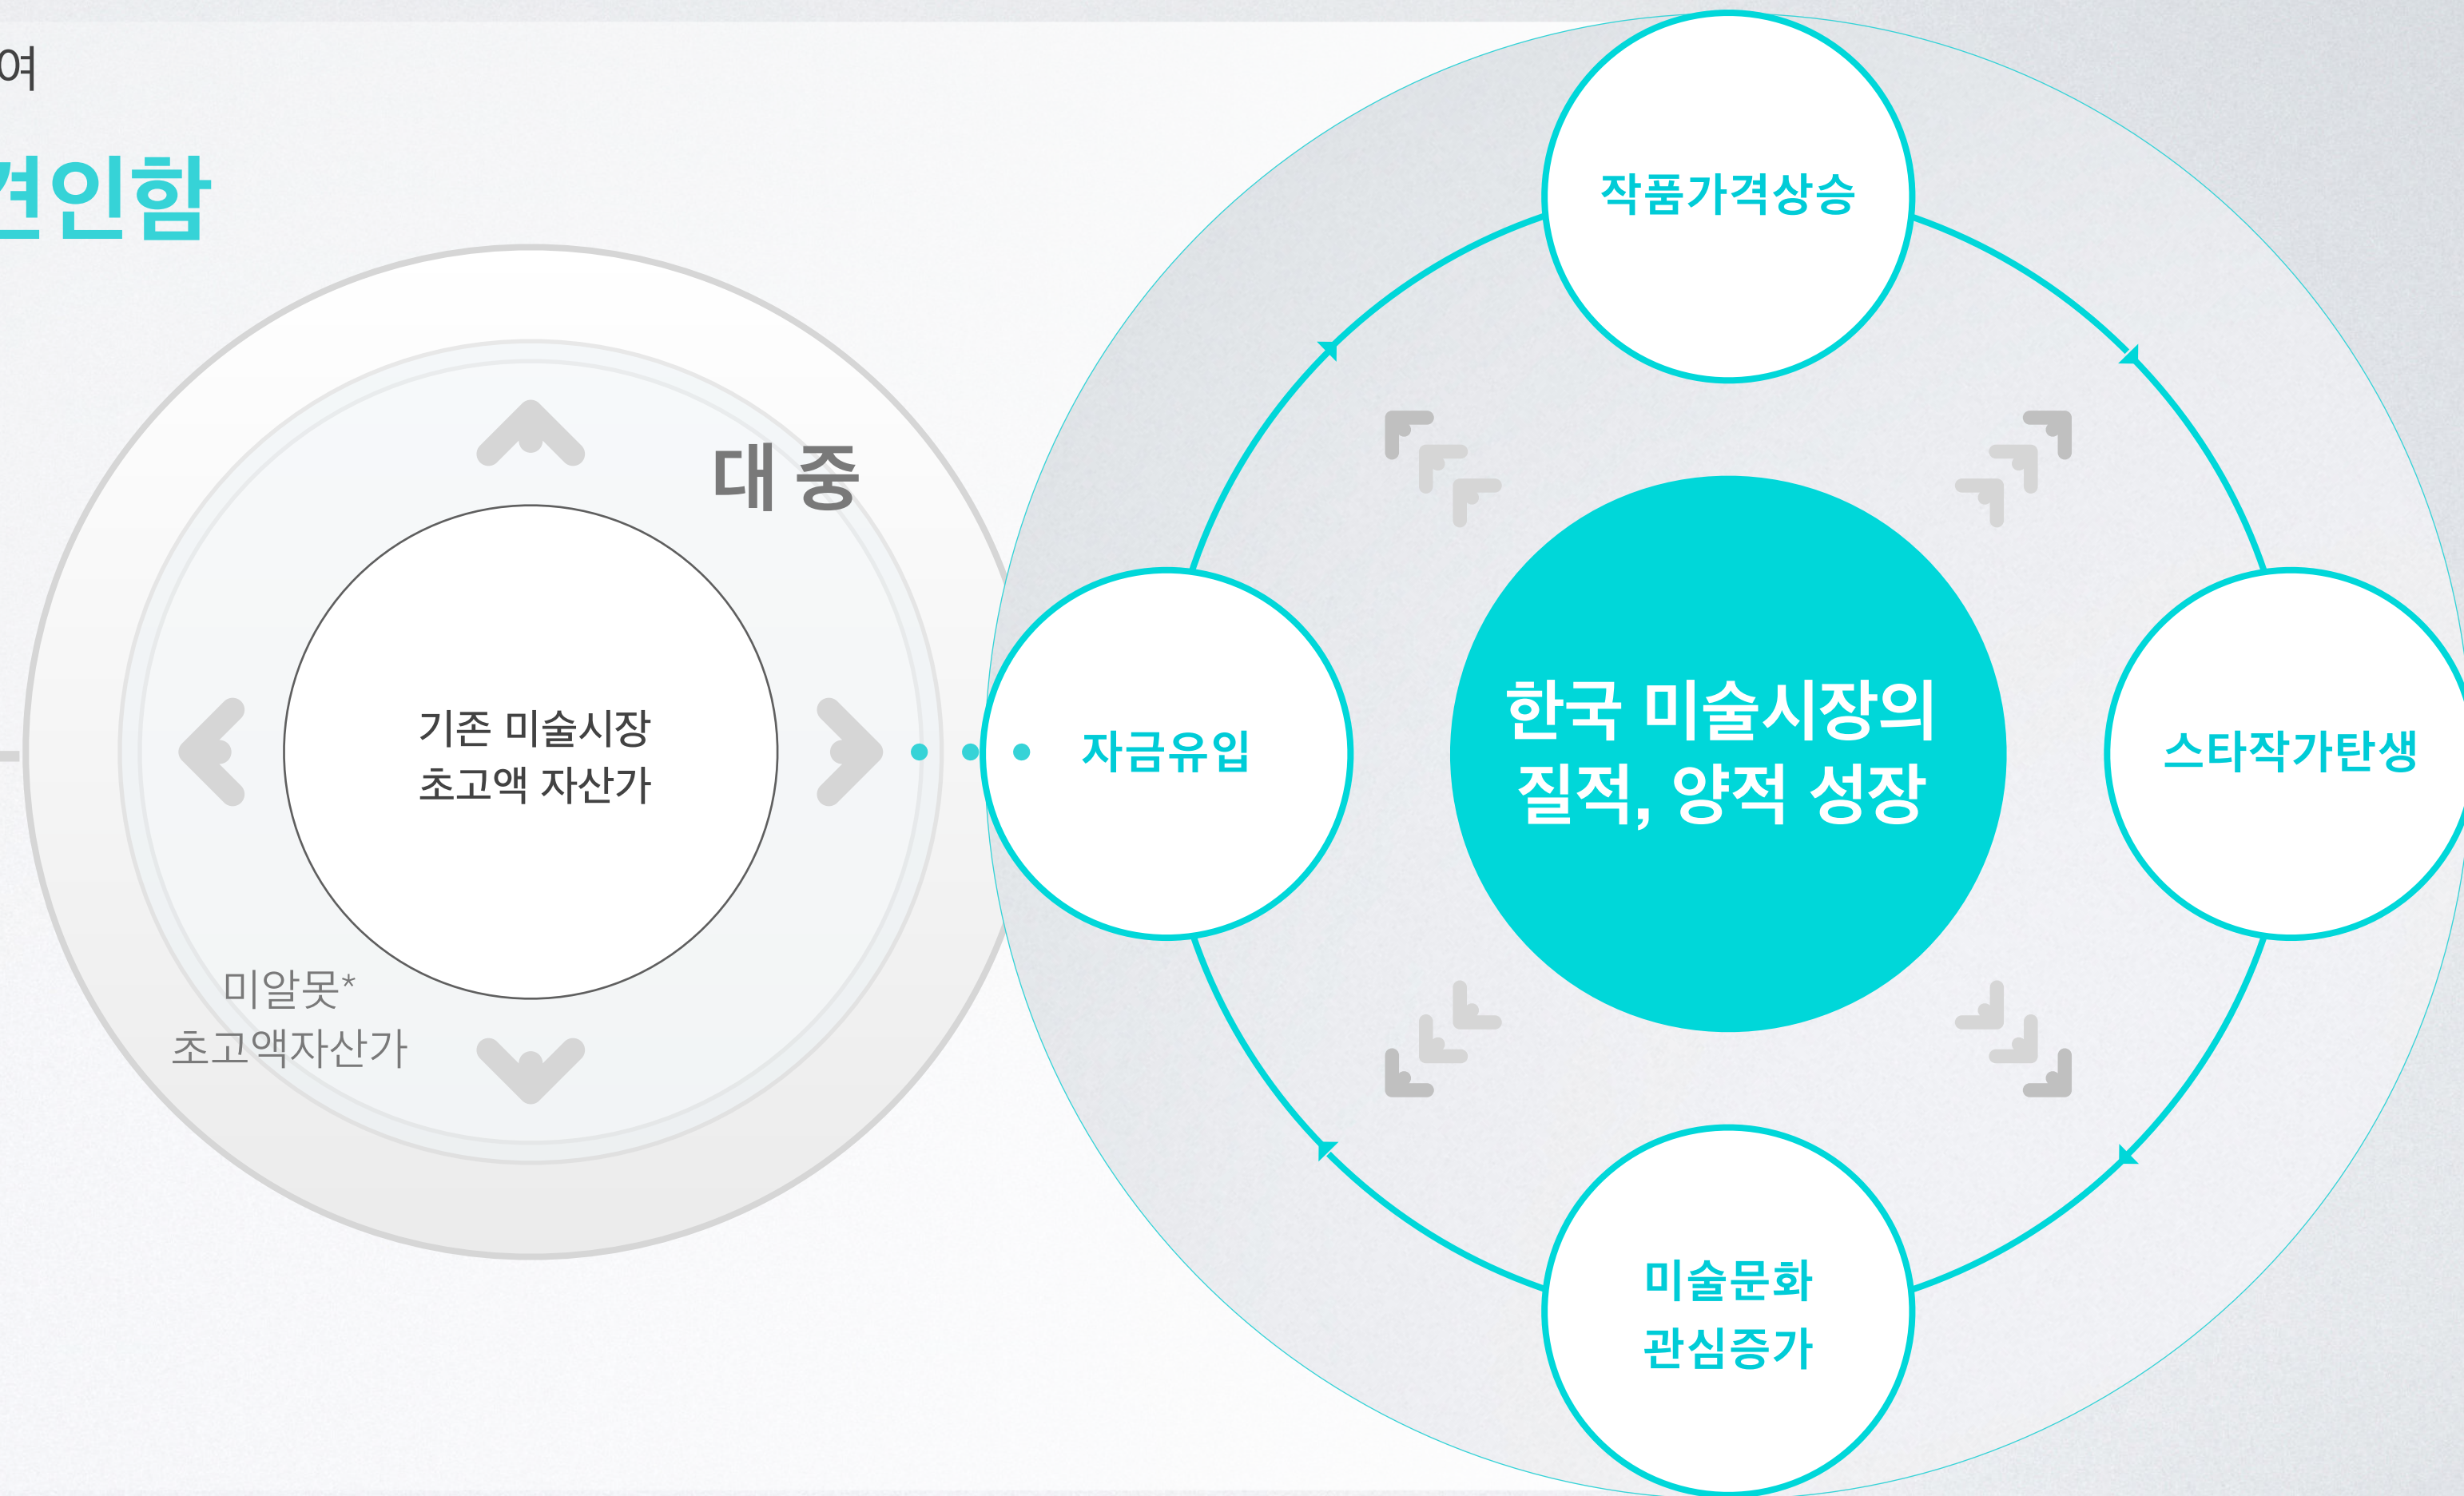 여
견인함
대 중
기존 미술시장
초고액 자산가
미알못*
초고액자산가
작품가격상승
자금유입
한국 미술시장의
질적, 양적 성장
스타작가탄생
미술문화
관심증가